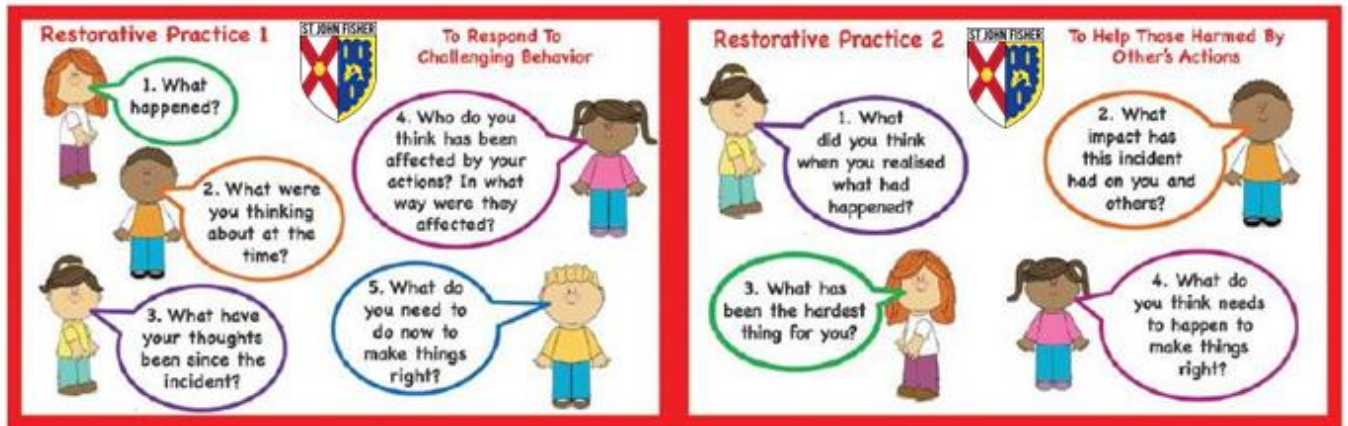 Restorative Practice 1
ST JOHN FISHER
To Respond To
Challenging Behavior
1. What
happened?
2. What were
you thinking
about at the
time?
3. What have
your thoughts
been since the
incident?
4. Who do you
think has been
affected by your
actions? In what
way were they
affected?
5. What do
you need to
do now to
make things
right?
Restorative Practice 2
ST JOHN FISHER
To Help Those Harmed By
Other's Actions
1. What
did you think
when you realised
what had
happened?
2. What
impact has
this incident
had on you and
others?
3. What has
been the hardest
thing for you?
4. What do
you think needs
to happen to
make things
right?